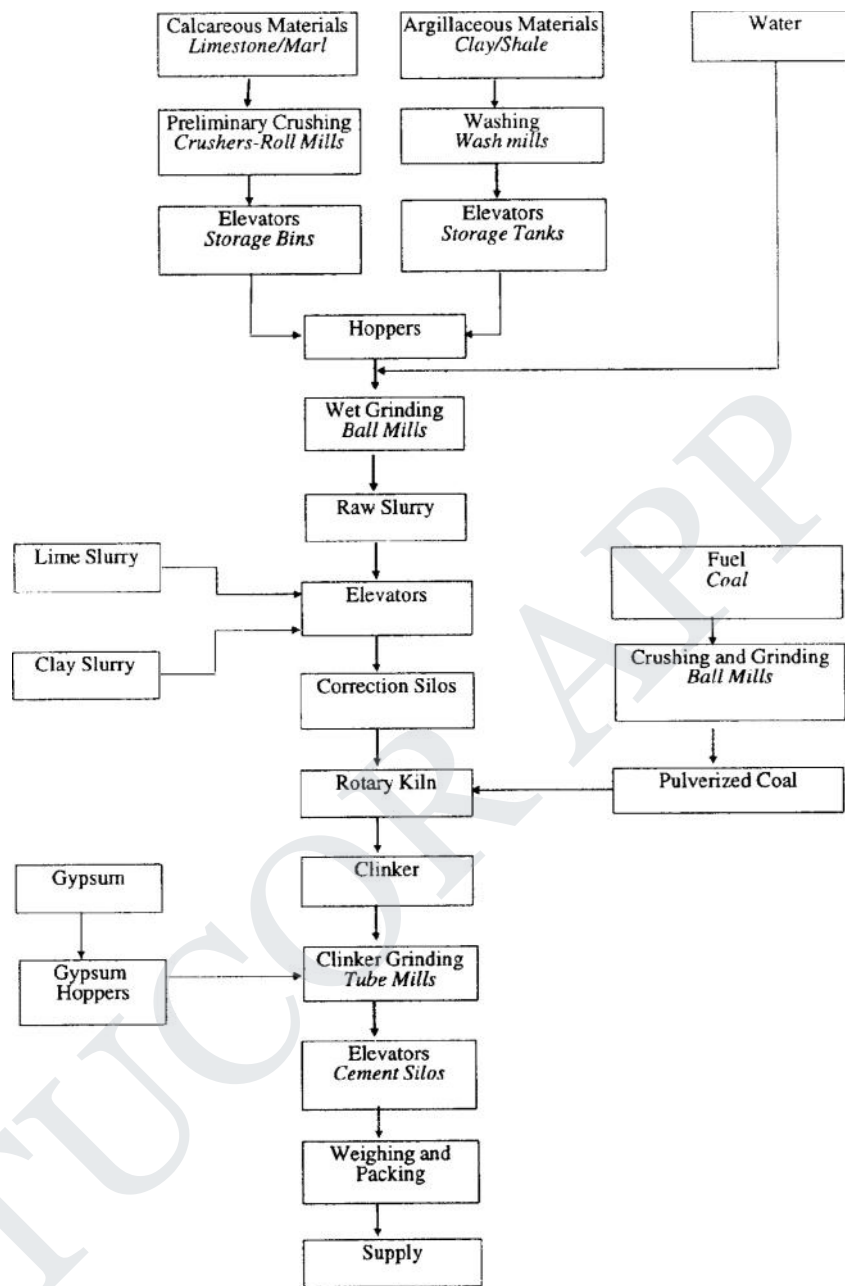 Calcareous Materials
Limestone/Marl
Argillaceous Materials
Clay/Shale
Water
Preliminary Crushing
Crushers-Roll Mills
Washing
Wash mills
Elevators
Storage Bins
Elevators
Storage Tanks
Hoppers
Wet Grinding
Ball Mills
Raw Slurry
Lime Slurry
Fuel
Coal
Elevators
Clay Slurry
Crushing and Grinding
Ball Mills
Correction Silos
Rotary Kiln
Pulverized Coal
Clinker
Gypsum
Clinker Grinding
Tube Mills
Gypsum
Hoppers
Elevators
Cement Silos
Weighing and
Packing
Supply
TUCOR APP